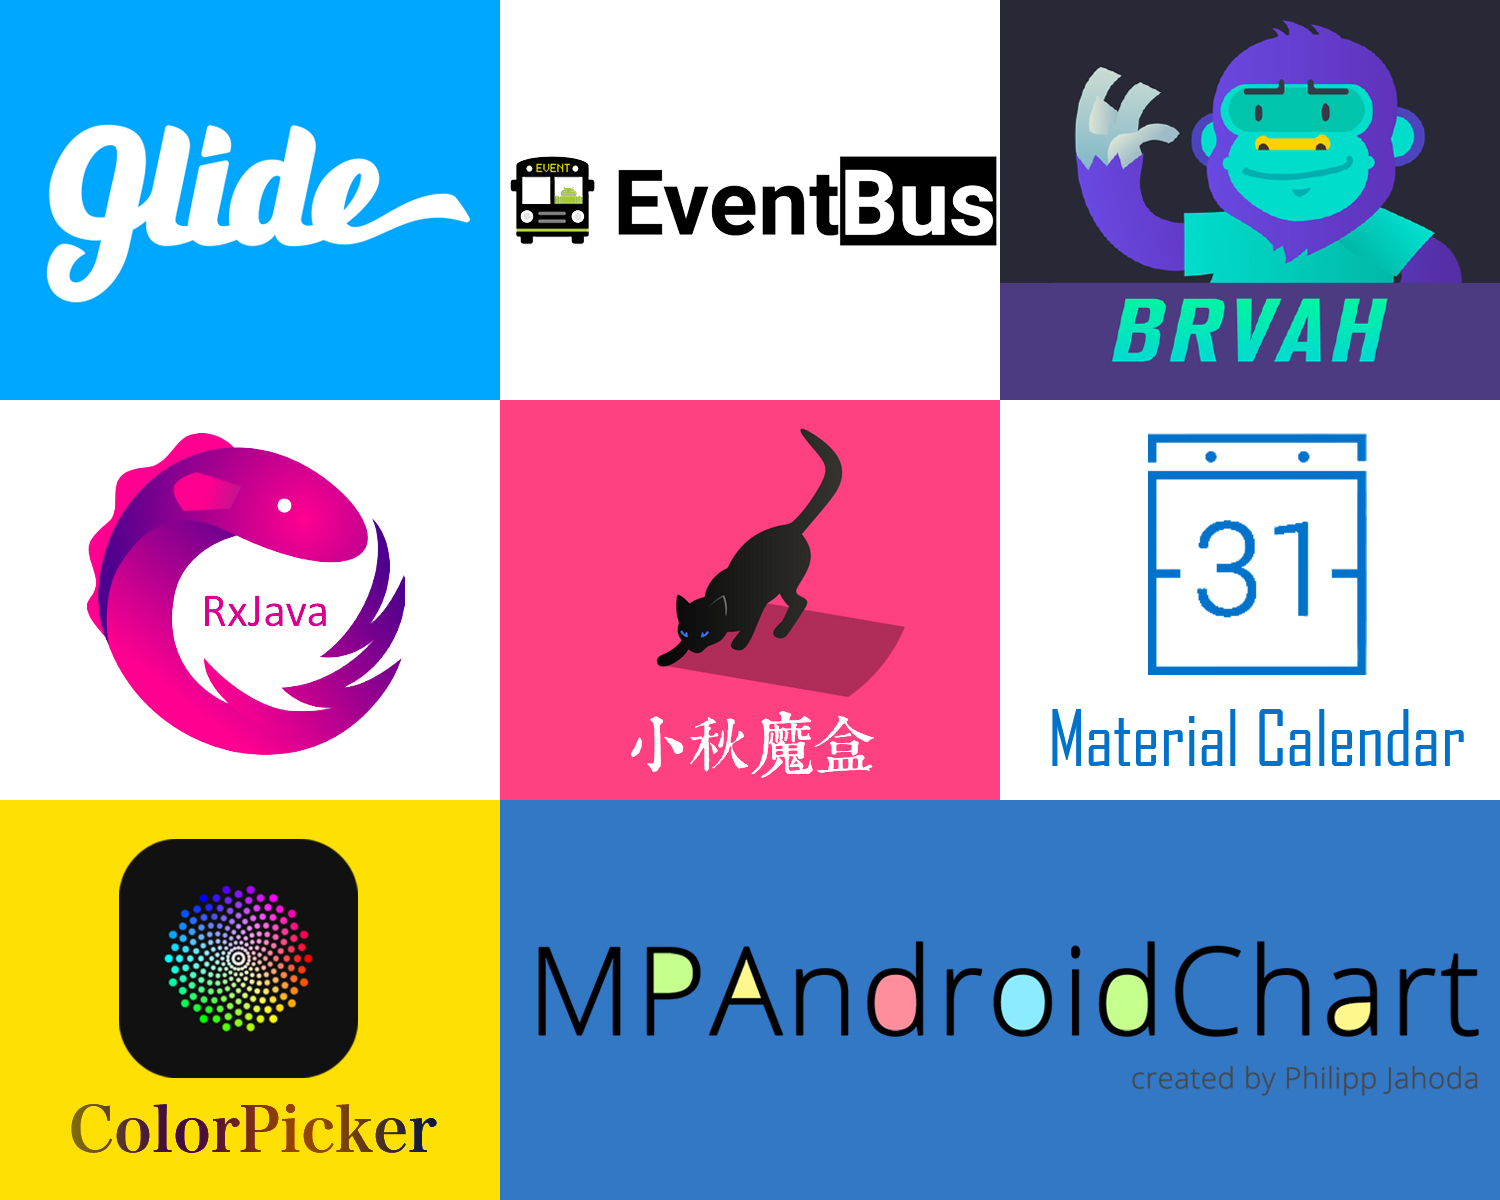 glide
EVENT
EventBus
BRVAH
RxJava
小秋魔盒
31
Material Calendar
ColorPicker
MPAndroidChart
created by Philipp Jahoda